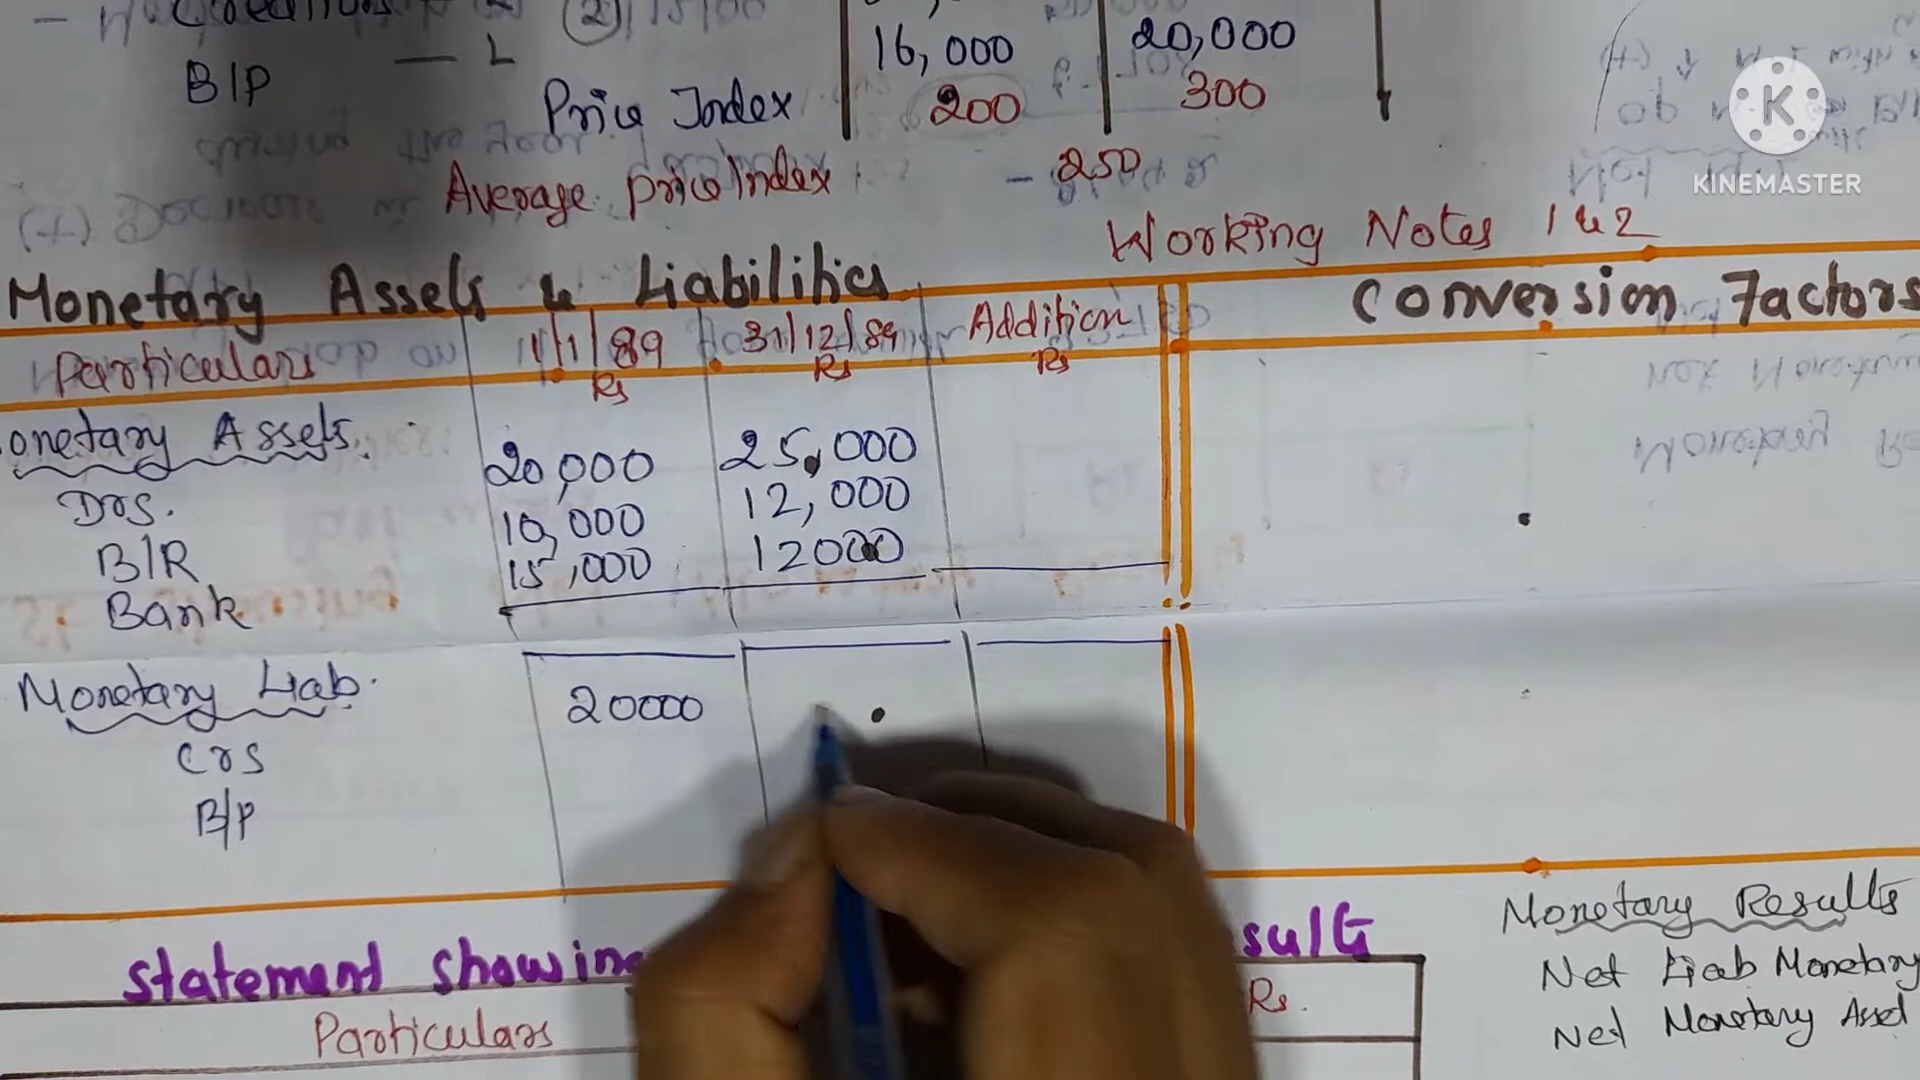 B/P — L
16,000 20,000
Price Index 200 300
Average price Index - 250
KINEMASTER
Working Notes 1 & 2
Monetary Assets & Liabilities
Conversion Factors
Particulars 1/1/89 31/12/89 Addition
Rs Rs Rs
onetary Assets.
20,000 25,000
Drs. 10,000 12,000
B/R 15,000 12000
Bank
Monetary Liab.
20000
Crs
B/P
Statement Showing sult
Particulars Rs.
Monetary Results
Net Liab Monetary
Net Monetary Asset